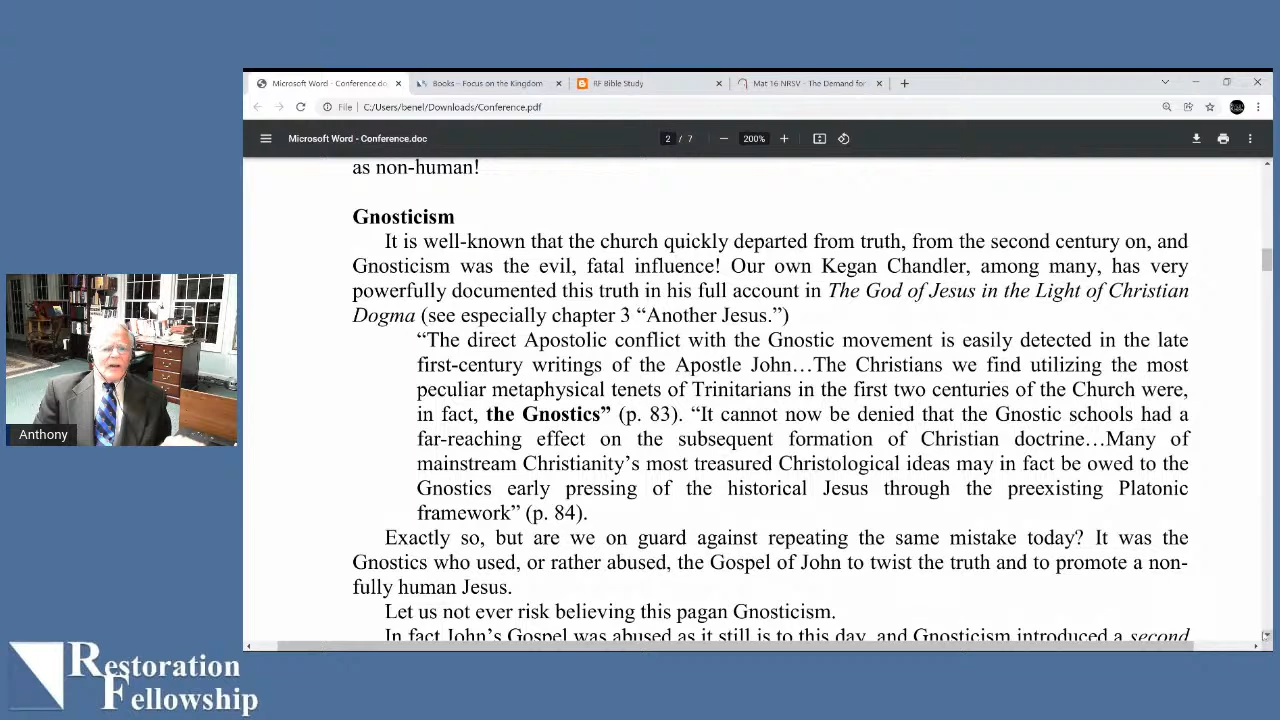 Microsoft Word - Conference.do
Books – Focus on the Kingdom
RF Bible Study
Mat 16 NRSV - The Demand for
File
C:/Users/benel/Downloads/Conference.pdf
Microsoft Word - Conference.doc
2 / 7
200%
as non-human!
Gnosticism
It is well-known that the church quickly departed from truth, from the second century on, and
Gnosticism was the evil, fatal influence! Our own Kegan Chandler, among many, has very
powerfully documented this truth in his full account in The God of Jesus in the Light of Christian
Dogma (see especially chapter 3 “Another Jesus.”)
“The direct Apostolic conflict with the Gnostic movement is easily detected in the late
first-century writings of the Apostle John…The Christians we find utilizing the most
peculiar metaphysical tenets of Trinitarians in the first two centuries of the Church were,
in fact, the Gnostics” (p. 83). “It cannot now be denied that the Gnostic schools had a
far-reaching effect on the subsequent formation of Christian doctrine…Many of
mainstream Christianity’s most treasured Christological ideas may in fact be owed to the
Gnostics early pressing of the historical Jesus through the preexisting Platonic
framework” (p. 84).
Exactly so, but are we on guard against repeating the same mistake today? It was the
Gnostics who used, or rather abused, the Gospel of John to twist the truth and to promote a non-
fully human Jesus.
Let us not ever risk believing this pagan Gnosticism.
In fact John’s Gospel was abused as it still is to this day, and Gnosticism introduced a second
Anthony
Restoration
Fellowship